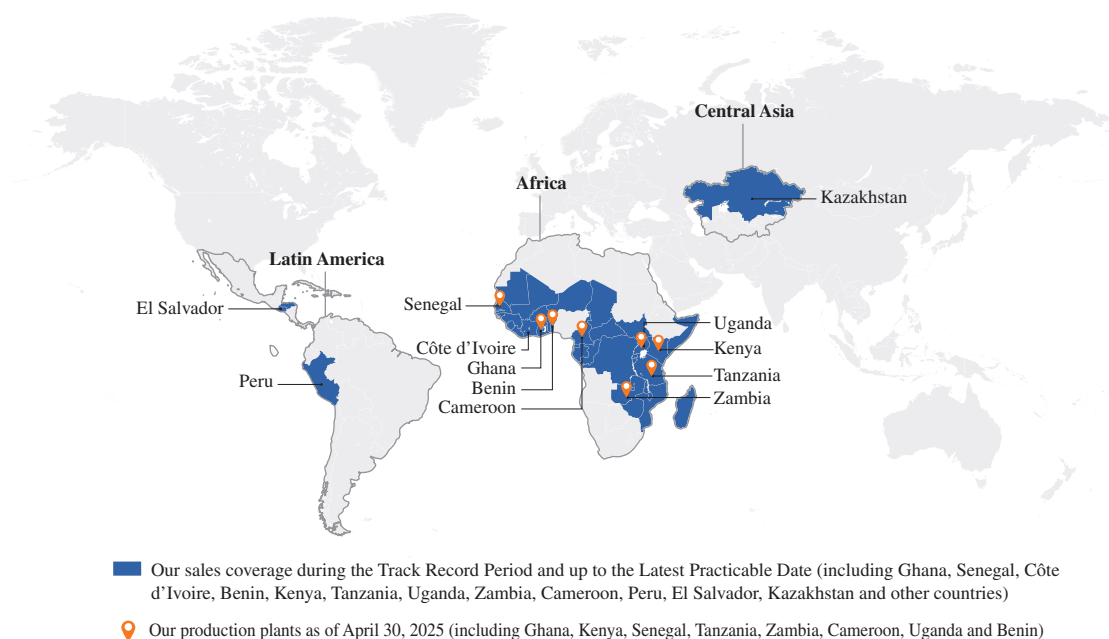 Central Asia
Africa
Kazakhstan
Latin America
El Salvador
Senegal
Uganda
Côte d’Ivoire
Kenya
Ghana
Peru
Benin
Tanzania
Cameroon
Zambia
Our sales coverage during the Track Record Period and up to the Latest Practicable Date (including Ghana, Senegal, Côte
d’Ivoire, Benin, Kenya, Tanzania, Uganda, Zambia, Cameroon, Peru, El Salvador, Kazakhstan and other countries)
Our production plants as of April 30, 2025 (including Ghana, Kenya, Senegal, Tanzania, Zambia, Cameroon, Uganda and Benin)